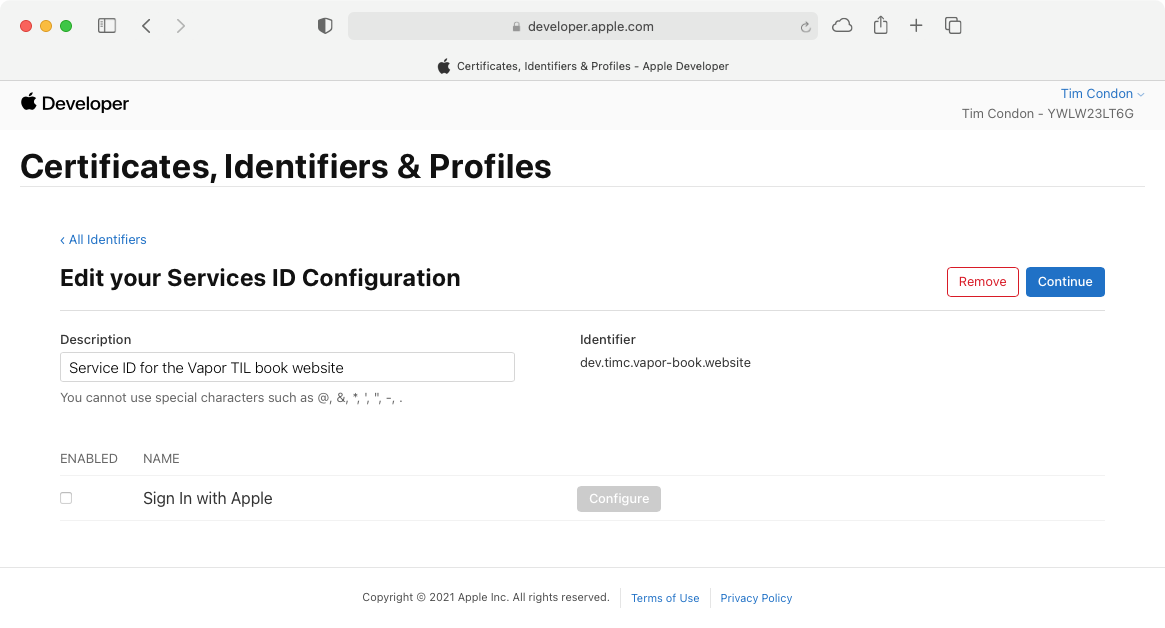 developer.apple.com
Certificates, Identifiers & Profiles - Apple Developer
Developer
Tim Condon
Tim Condon - YWLW23LT6G
Certificates, Identifiers & Profiles
‹ All Identifiers
Edit your Services ID Configuration
Remove
Continue
Description
Identifier
Service ID for the Vapor TIL book website
dev.timc.vapor-book.website
You cannot use special characters such as @, &, *, ', ", -, .
ENABLED NAME
Sign In with Apple
Configure
Copyright © 2021 Apple Inc. All rights reserved.
Terms of Use
Privacy Policy